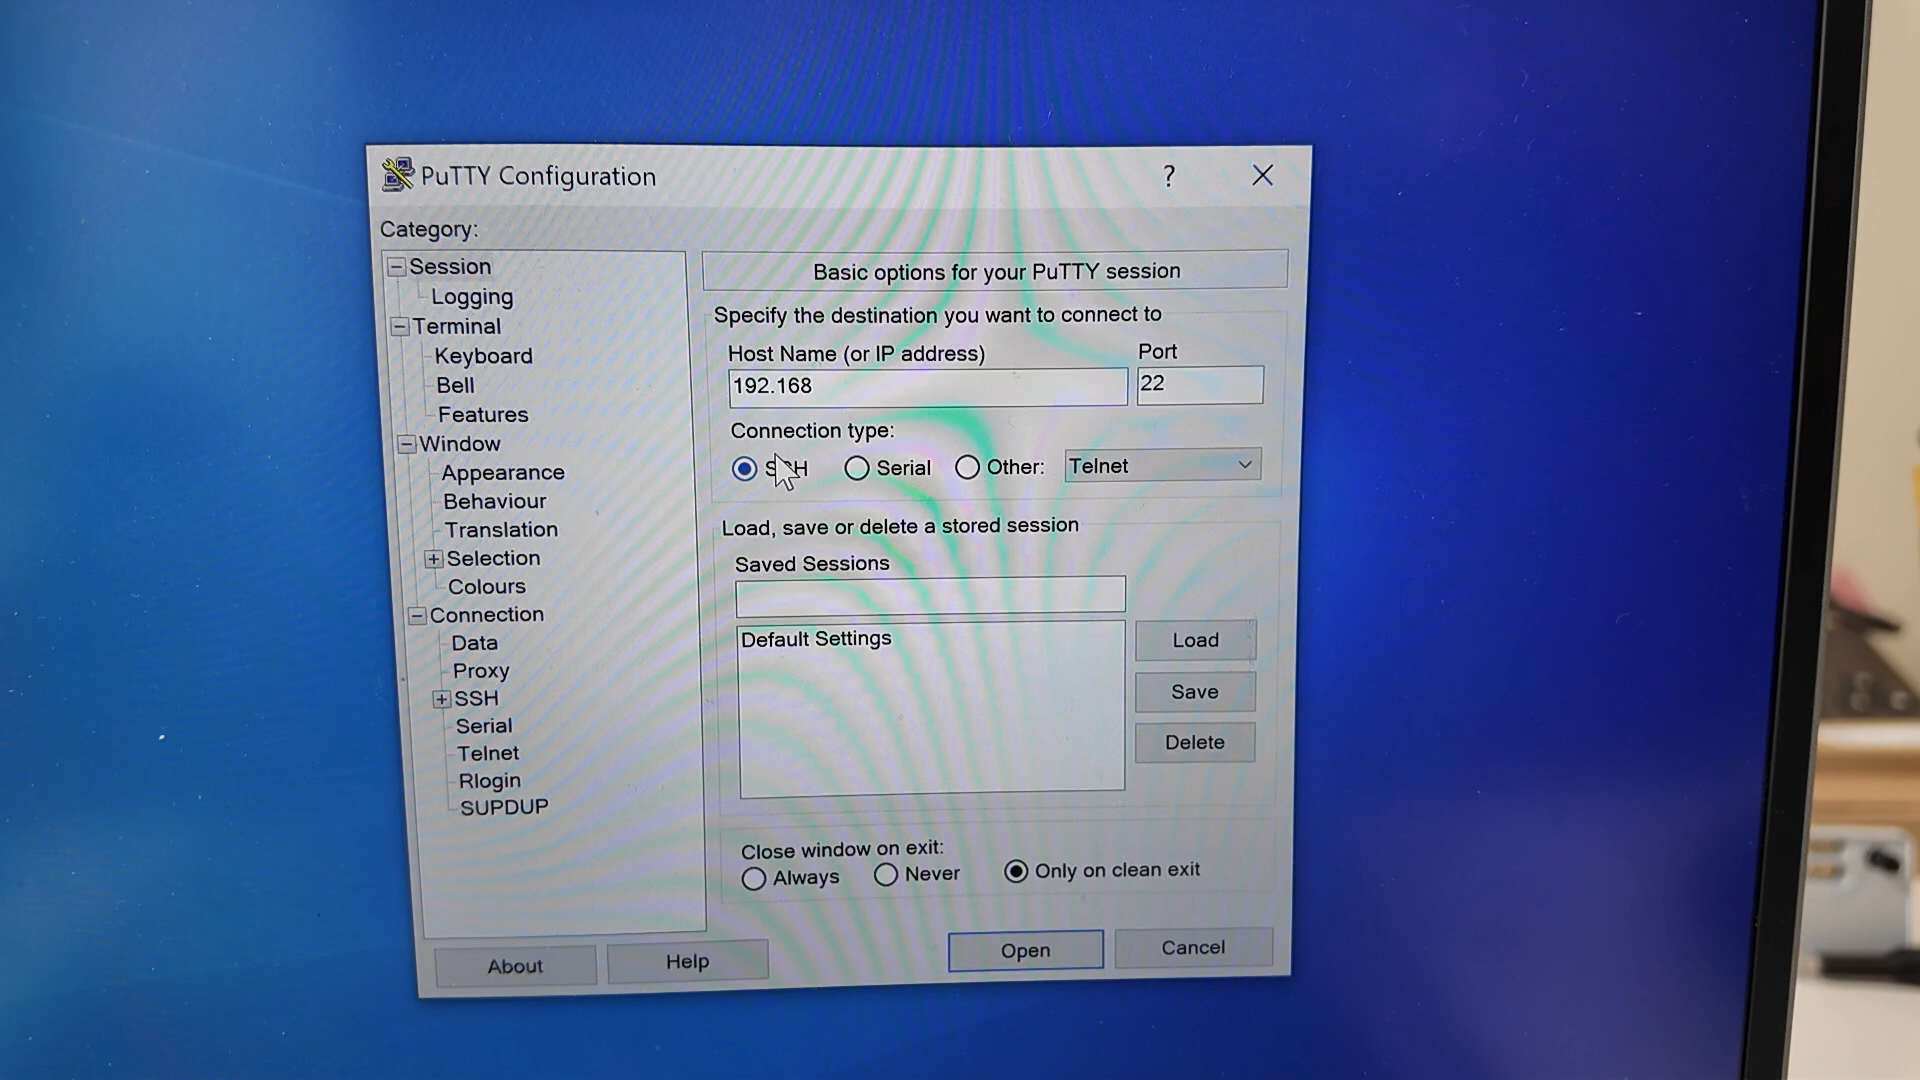 PuTTY Configuration
?
Category:
Session
Logging
Terminal
Keyboard
Bell
Features
Window
Appearance
Behaviour
Translation
Selection
Colours
Connection
Data
Proxy
SSH
Serial
Telnet
Rlogin
SUPDUP
Basic options for your PuTTY session
Specify the destination you want to connect to
Host Name (or IP address) Port
192.168 22
Connection type:
SSH Serial Other: Telnet
Load, save or delete a stored session
Saved Sessions
Default Settings
Load
Save
Delete
Close window on exit:
Always Never Only on clean exit
About Help Open Cancel